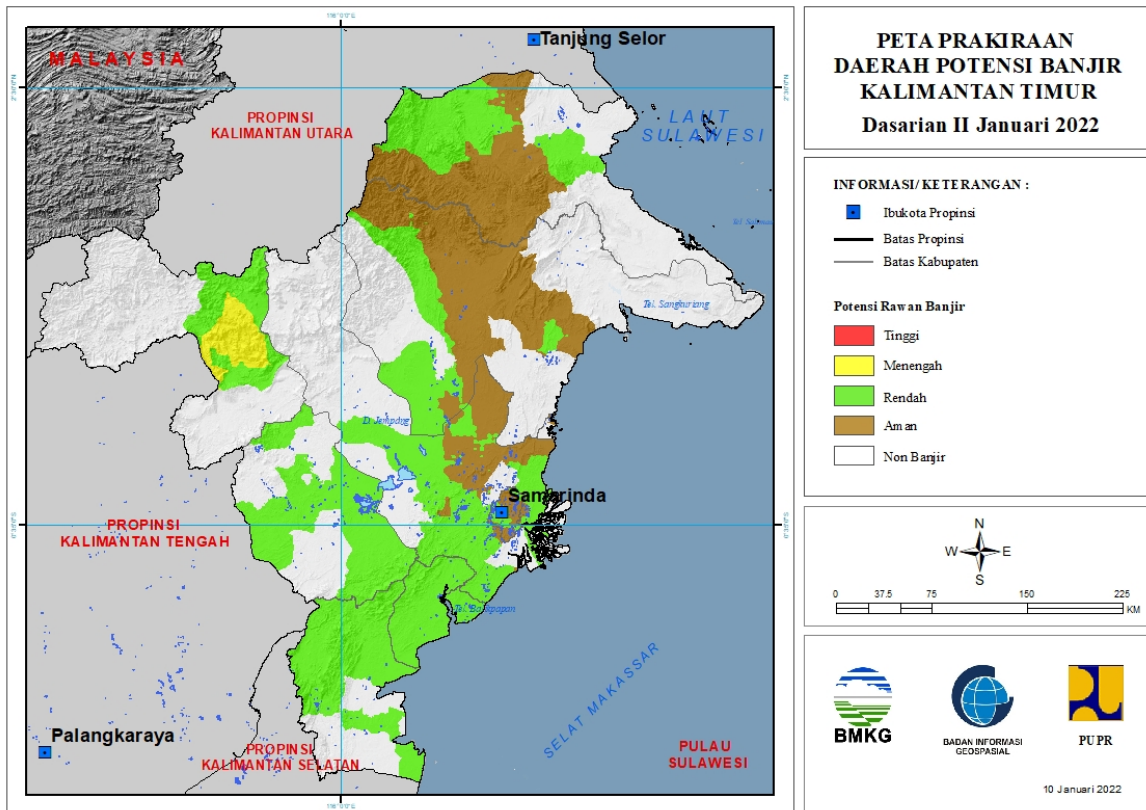 PETA PRAKIRAAN
DAERAH POTENSI BANJIR
KALIMANTAN TIMUR
Dasarian II Januari 2022
INFORMASI/ KETERANGAN :
Ibukota Propinsi
Batas Propinsi
Batas Kabupaten
Potensi Rawan Banjir
Tinggi
Menengah
Rendah
Aman
Non Banjir
N
W E
S
0 37.5 75 150 225
KM
BMKG
BADAN INFORMASI
GEOSPASIAL
PUPR
10 Januari 2022
Tanjung Selor
MALAYSIA
PROPINSI
KALIMANTAN UTARA
LAUT
SULAWESI
Tel. Sangkuriang
D. Jempang
Samarinda
PROPINSI
KALIMANTAN TENGAH
SELAT MAKASSAR
Palangkaraya
PROPINSI
KALIMANTAN SELATAN
PULAU
SULAWESI